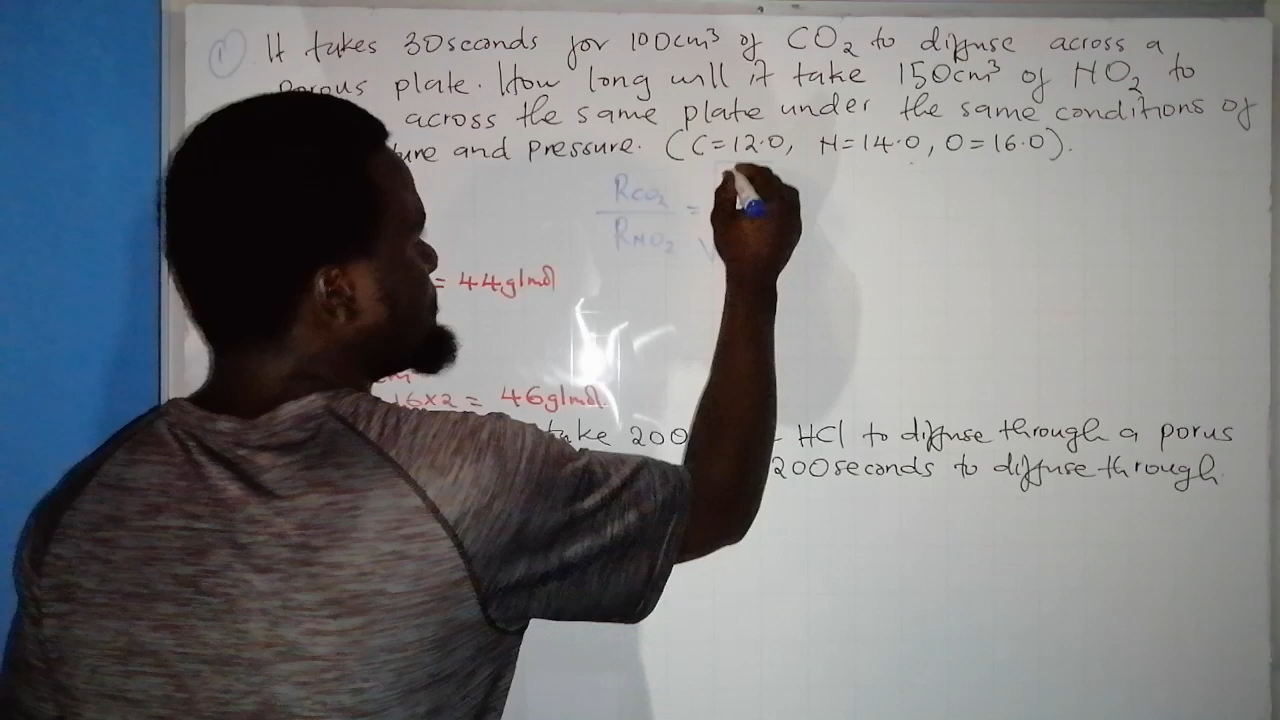 ① It takes 30seconds for 100cm³ of CO₂ to diffuse across a
porous plate. How long will it take 150cm³ of NO₂ to
across the same plate under the same conditions of
ture and pressure. (C=12.0, N=14.0, O=16.0).
RCO₂
=
RNO₂
= 44g/mol
16×2 = 46g/mol.
take 200 HCl to diffuse through a porus
200seconds to diffuse through.